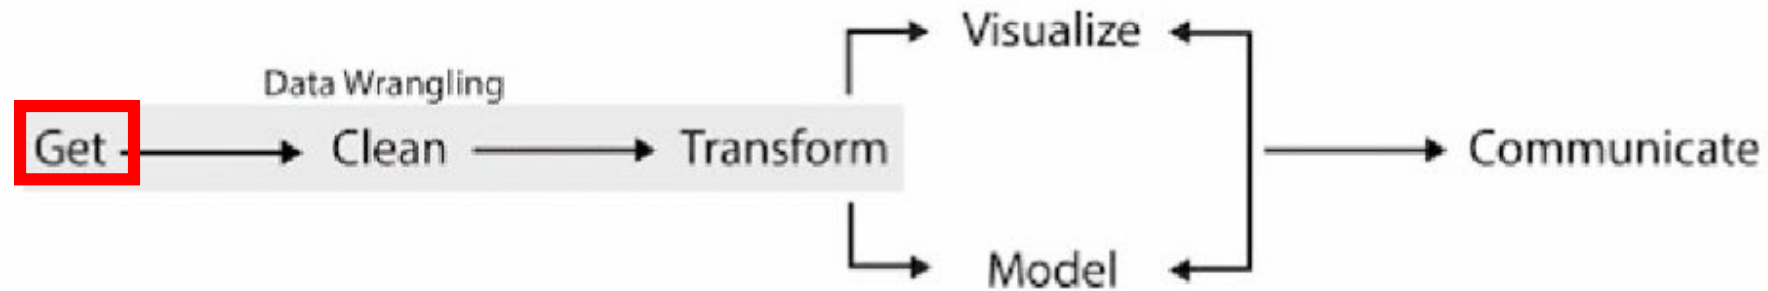 Data Wrangling
Get
Clean
Transform
Visualize
Model
Communicate